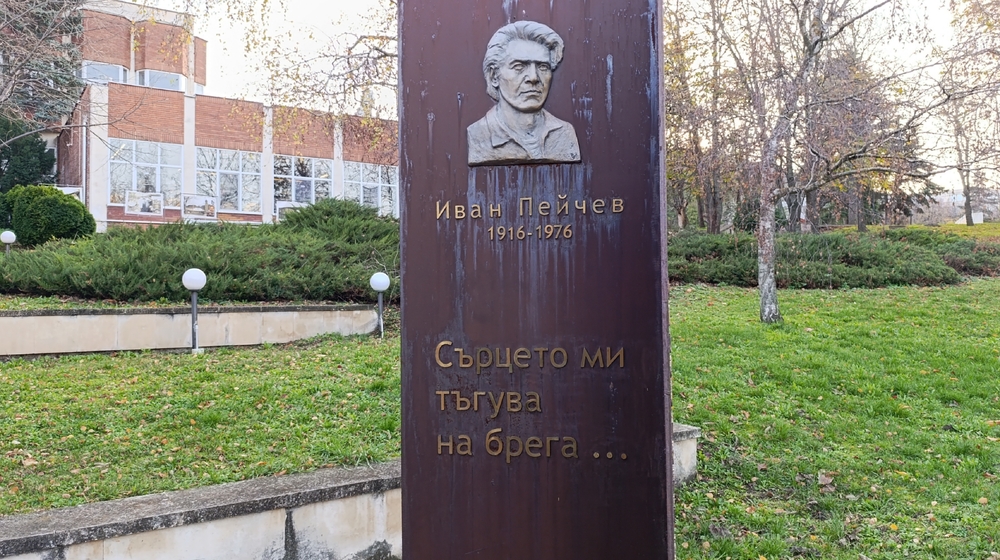 Иван Пейчев
1916-1976
Сърцето ми
тъгува
на брега ...